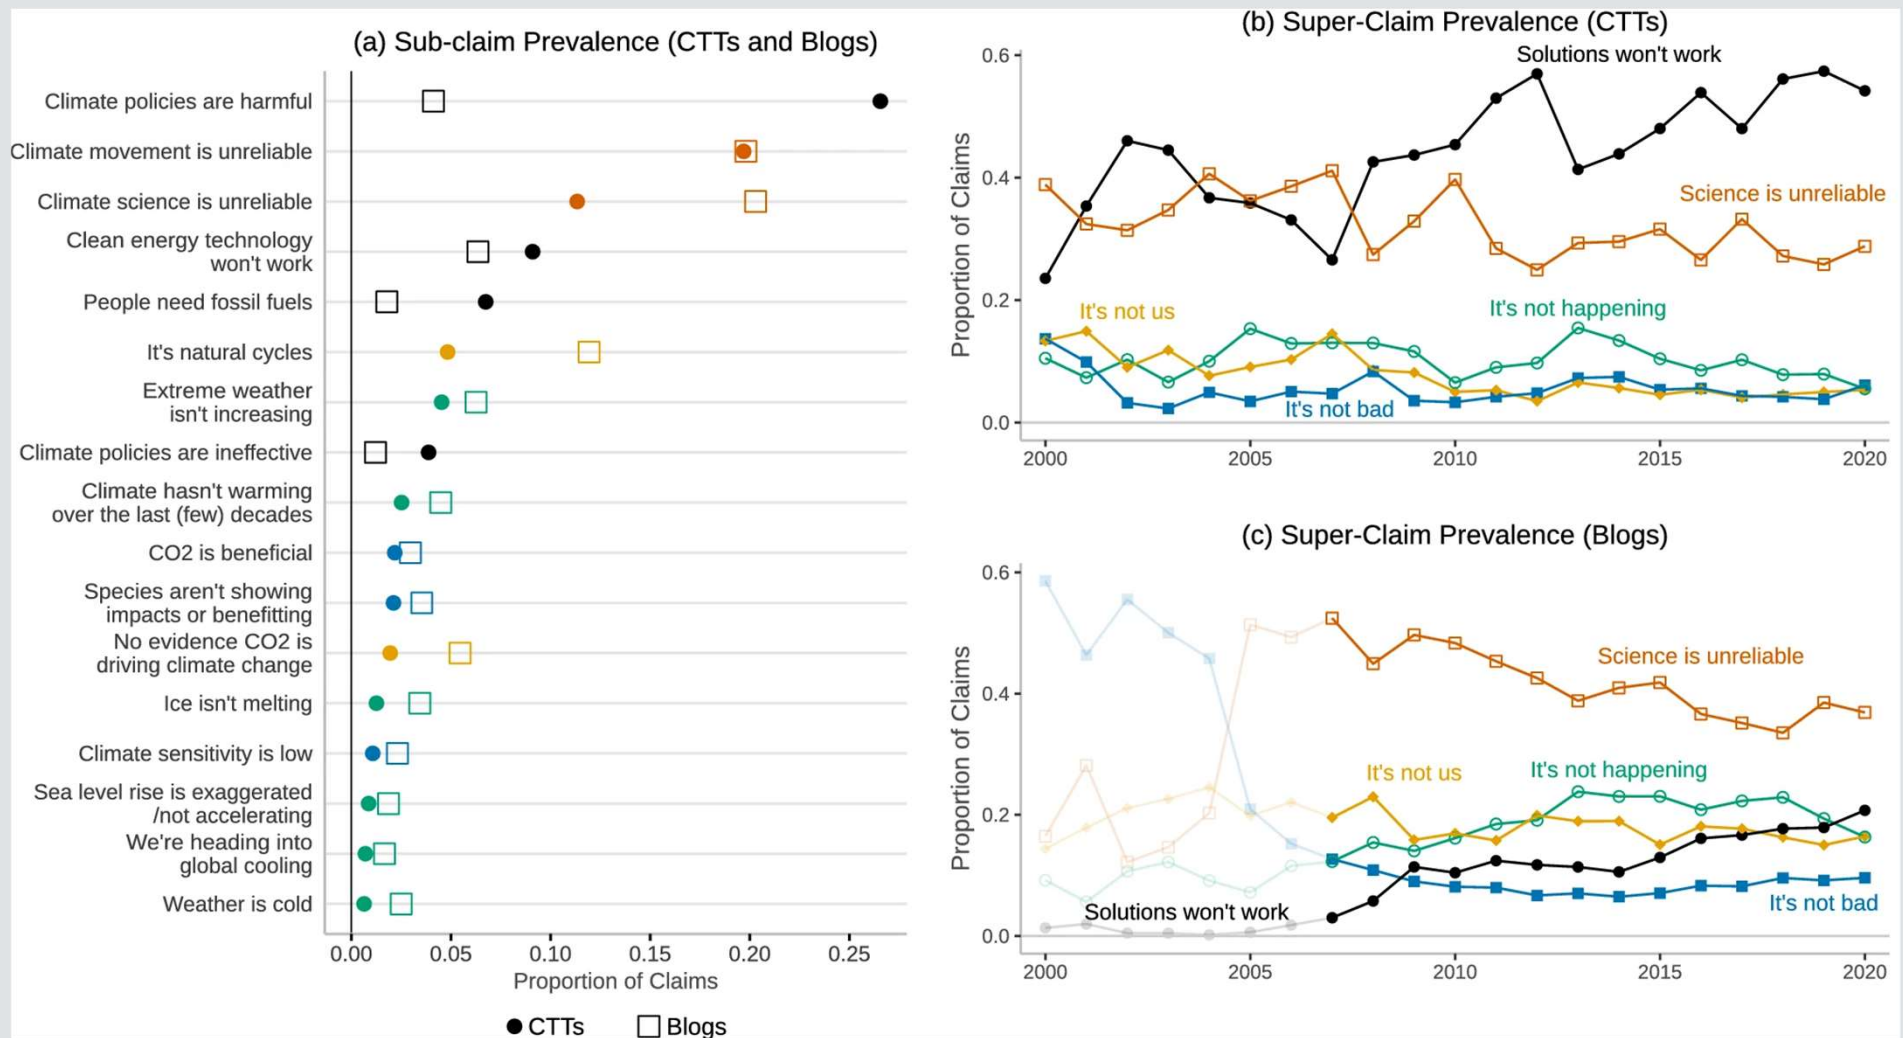 (a) Sub-claim Prevalence (CTTs and Blogs)
Climate policies are harmful
Climate movement is unreliable
Climate science is unreliable
Clean energy technology
won't work
People need fossil fuels
It's natural cycles
Extreme weather
isn't increasing
Climate policies are ineffective
Climate hasn't warming
over the last (few) decades
CO2 is beneficial
Species aren't showing
impacts or benefitting
No evidence CO2 is
driving climate change
Ice isn't melting
Climate sensitivity is low
Sea level rise is exaggerated
/not accelerating
We're heading into
global cooling
Weather is cold
0.00 0.05 0.10 0.15 0.20 0.25
Proportion of Claims
CTTs Blogs
(b) Super-Claim Prevalence (CTTs)
Proportion of Claims
0.6
0.4
0.2
0.0
Solutions won't work
Science is unreliable
It's not us
It's not happening
It's not bad
2000 2005 2010 2015 2020
(c) Super-Claim Prevalence (Blogs)
Proportion of Claims
0.6
0.4
0.2
0.0
Science is unreliable
It's not us
It's not happening
Solutions won't work
It's not bad
2000 2005 2010 2015 2020